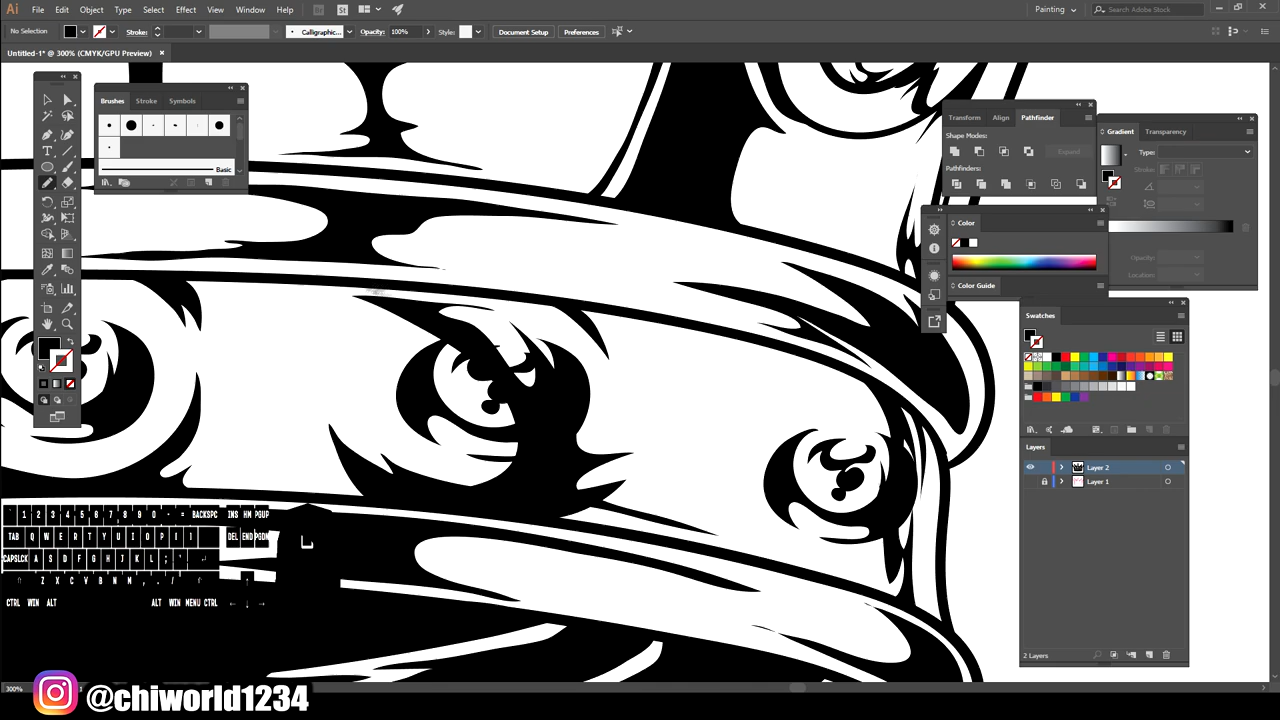 Ai File Edit Object Type Select Effect View Window Help Br St Painting Search Adobe Stock
No Selection Stroke: Calligraphic... Opacity: 100% Style: Document Setup Preferences
Untitled-1* @ 300% (CMYK/GPU Preview) ×
Brushes Stroke Symbols
Basic
Transform Align Pathfinder
Shape Modes:
Expand
Pathfinders:
Gradient Transparency
Type:
Stroke:
Opacity:
Location:
Color
Color Guide
Swatches
Layers
Layer 2
Layer 1
2 Layers
` 1 2 3 4 5 6 7 8 9 0 - = BACKSPC INS HM PGUP
TAB Q W E R T Y U I O P DEL END PGDN
CAPSLCK A S D F G H J K L ; '
Z X C V B N M , . /
CTRL WIN ALT ALT WIN MENU CTRL ← ↓ →
300%
@chiworld1234